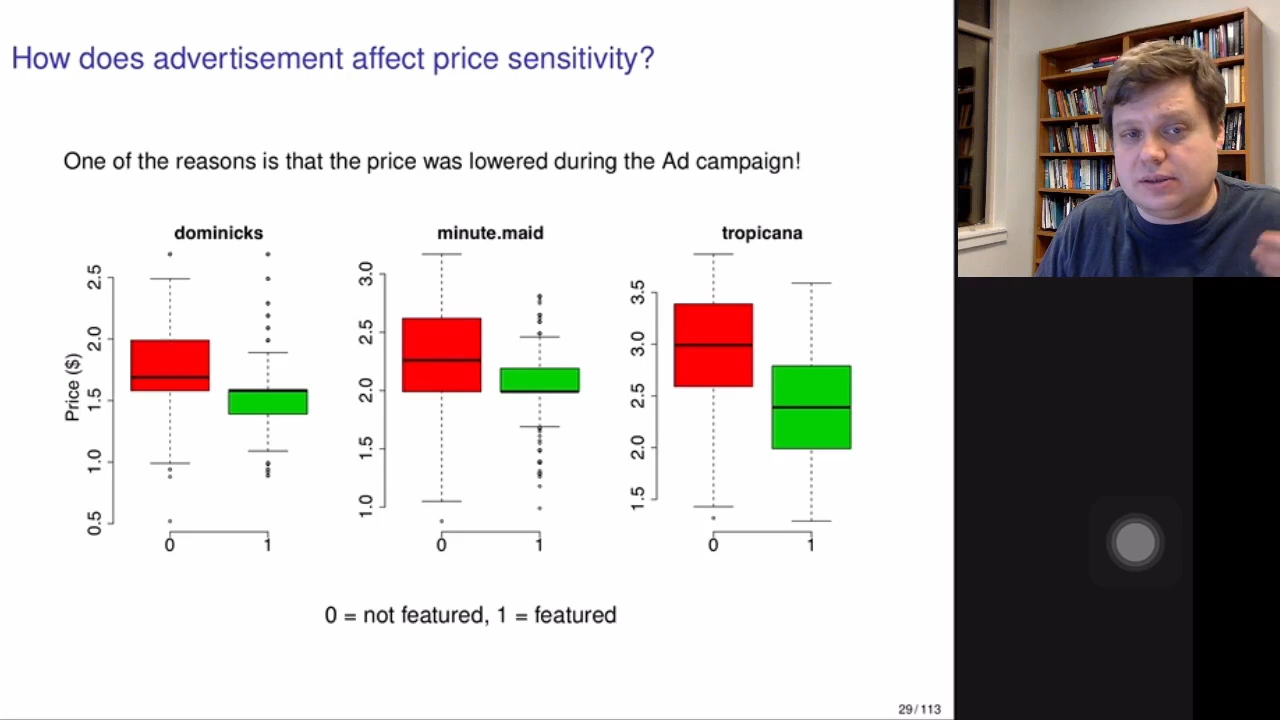 How does advertisement affect price sensitivity?
One of the reasons is that the price was lowered during the Ad campaign!
dominicks
minute.maid
tropicana
Price ($)
2.5
2.0
1.5
1.0
0.5
0
1
3.0
2.5
2.0
1.5
1.0
0
1
3.5
3.0
2.5
2.0
1.5
0
1
0 = not featured, 1 = featured
29 / 113